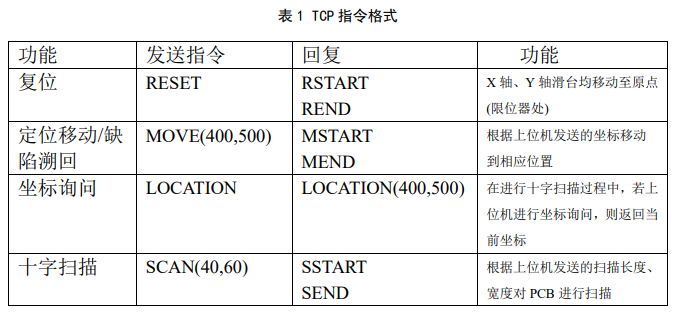 表 1 TCP 指令格式
功能 发送指令 回复 功能
复位 RESET RSTART X 轴、Y 轴滑台均移动至原点
REND (限位器处)
定位移动/缺 MOVE(400,500) MSTART 根据上位机发送的坐标移动
陷溯回 MEND 到相应位置
坐标询问 LOCATION LOCATION(400,500) 在进行十字扫描过程中，若上
位机进行坐标询问，则返回当
前坐标
十字扫描 SCAN(40,60) SSTART 根据上位机发送的扫描长度、
SEND 宽度对 PCB 进行扫描